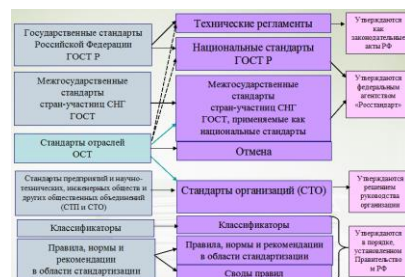 Государственные стандарты
Российской Федерации
ГОСТ Р
Межгосударственные
стандарты
стран-участниц СНГ
ГОСТ
Стандарты отраслей
ОСТ
Стандарты предприятий и научно-
технических, инженерных обществ и
других общественных объединений
(СТП и СТО)
Классификаторы
Правила, нормы и
рекомендации
в области стандартизации
Технические регламенты
Национальные стандарты
ГОСТ Р
Межгосударственные
стандарты
стран-участниц СНГ
ГОСТ, применяемые как
национальные стандарты
Отмена
Стандарты организаций (СТО)
Классификаторы
Правила, нормы и рекомендации
в области стандартизации
Своды правил
Утверждаются
как
законодательные
акты РФ
Утверждаются
федеральным
агентством
«Росстандарт»
Утверждаются
решением
руководства
организации
Утверждаются
в порядке,
установленном
Правительством
и РФ